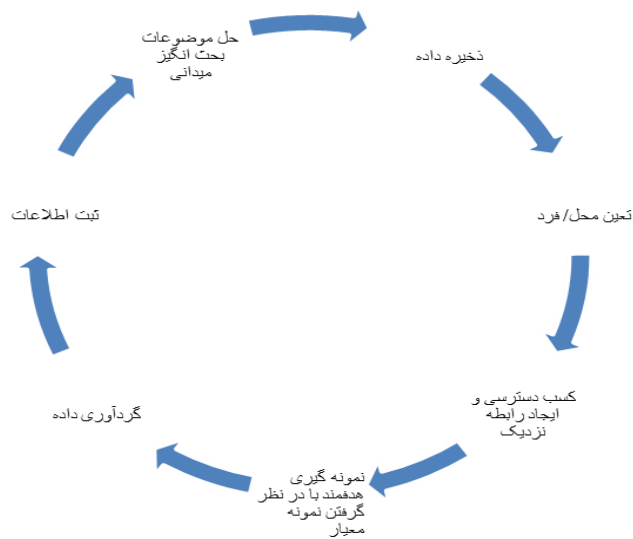 حل موضوعات
بحث انگیز
میدانی
ذخیره داده
تعین محل/ فرد
کسب دسترسی و
ایجاد رابطه
نزدیک
نمونه گیری
هدفمند با در نظر
گرفتن نمونه
معیار
گردآوری داده
ثبت اطلاعات